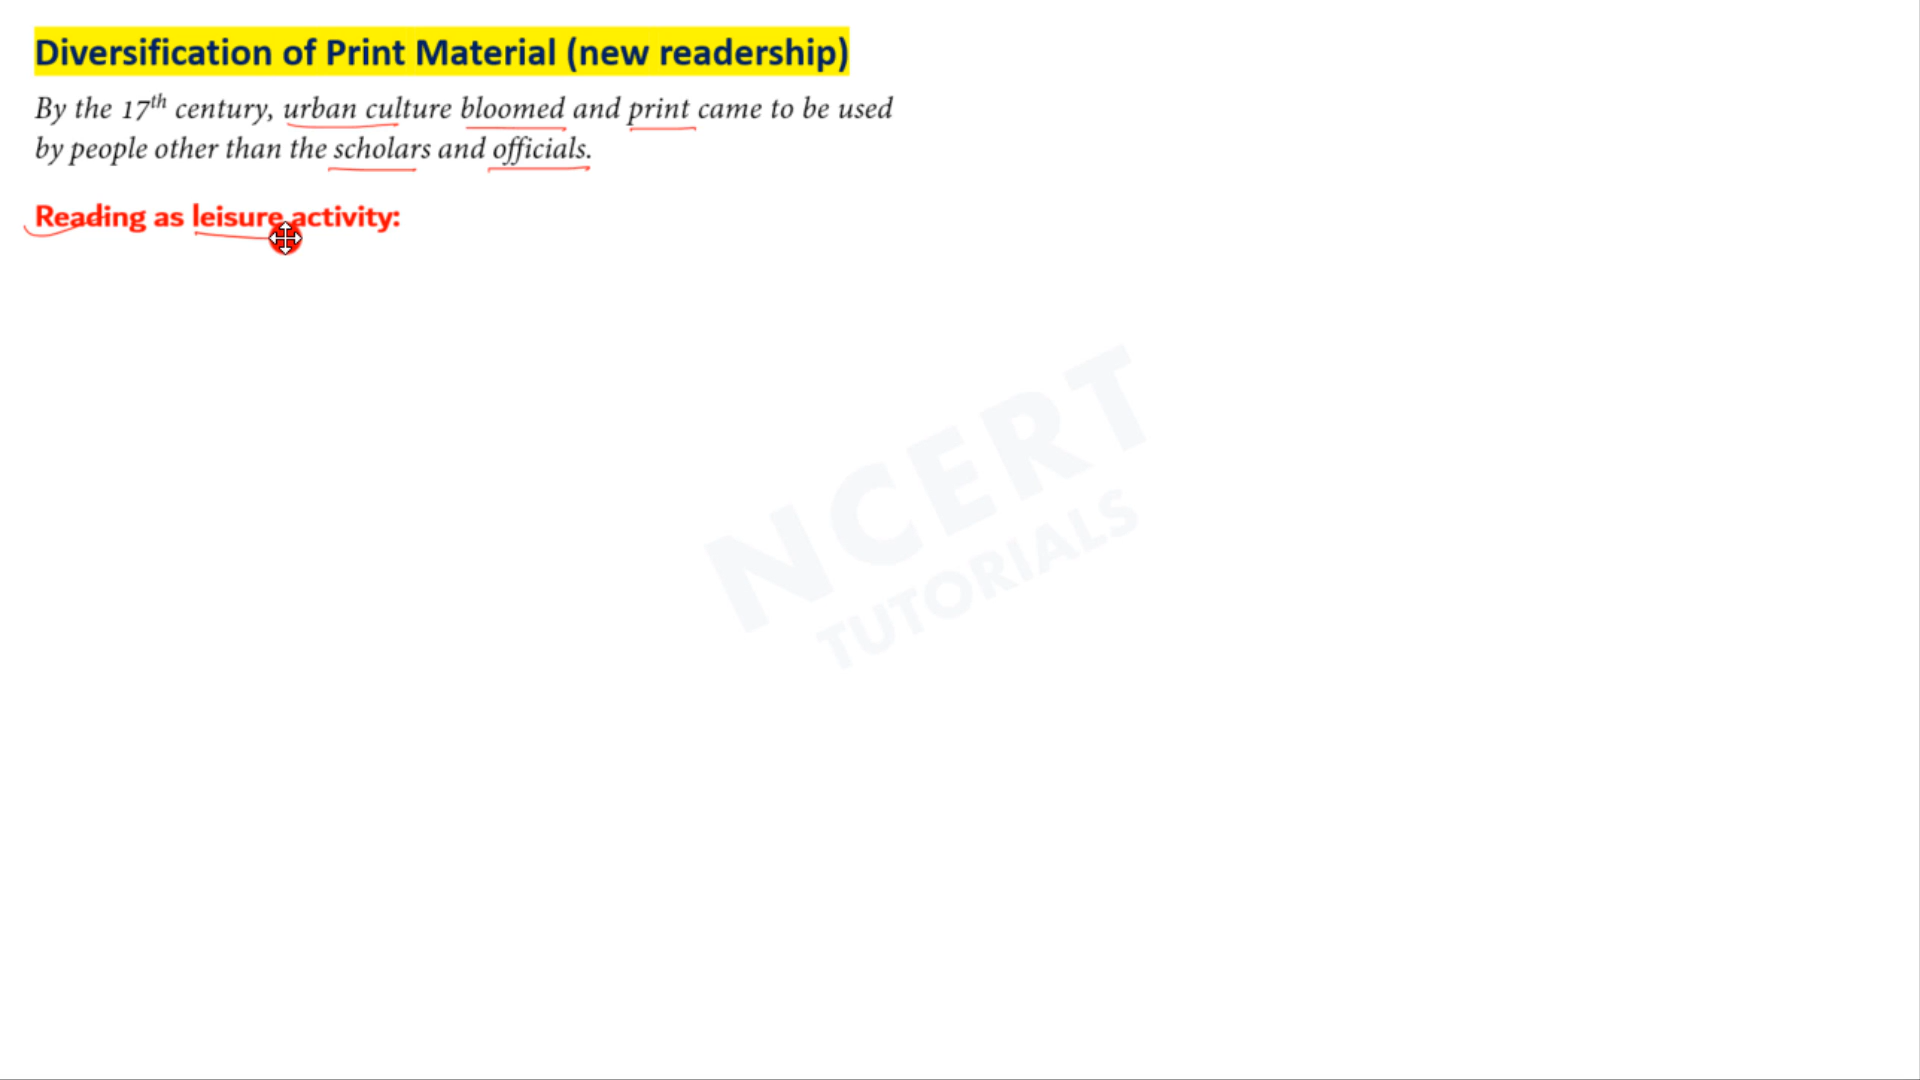 Diversification of Print Material (new readership)
By the 17th century, urban culture bloomed and print came to be used
by people other than the scholars and officials.
Reading as leisure activity:
NCERT
TUTORIALS